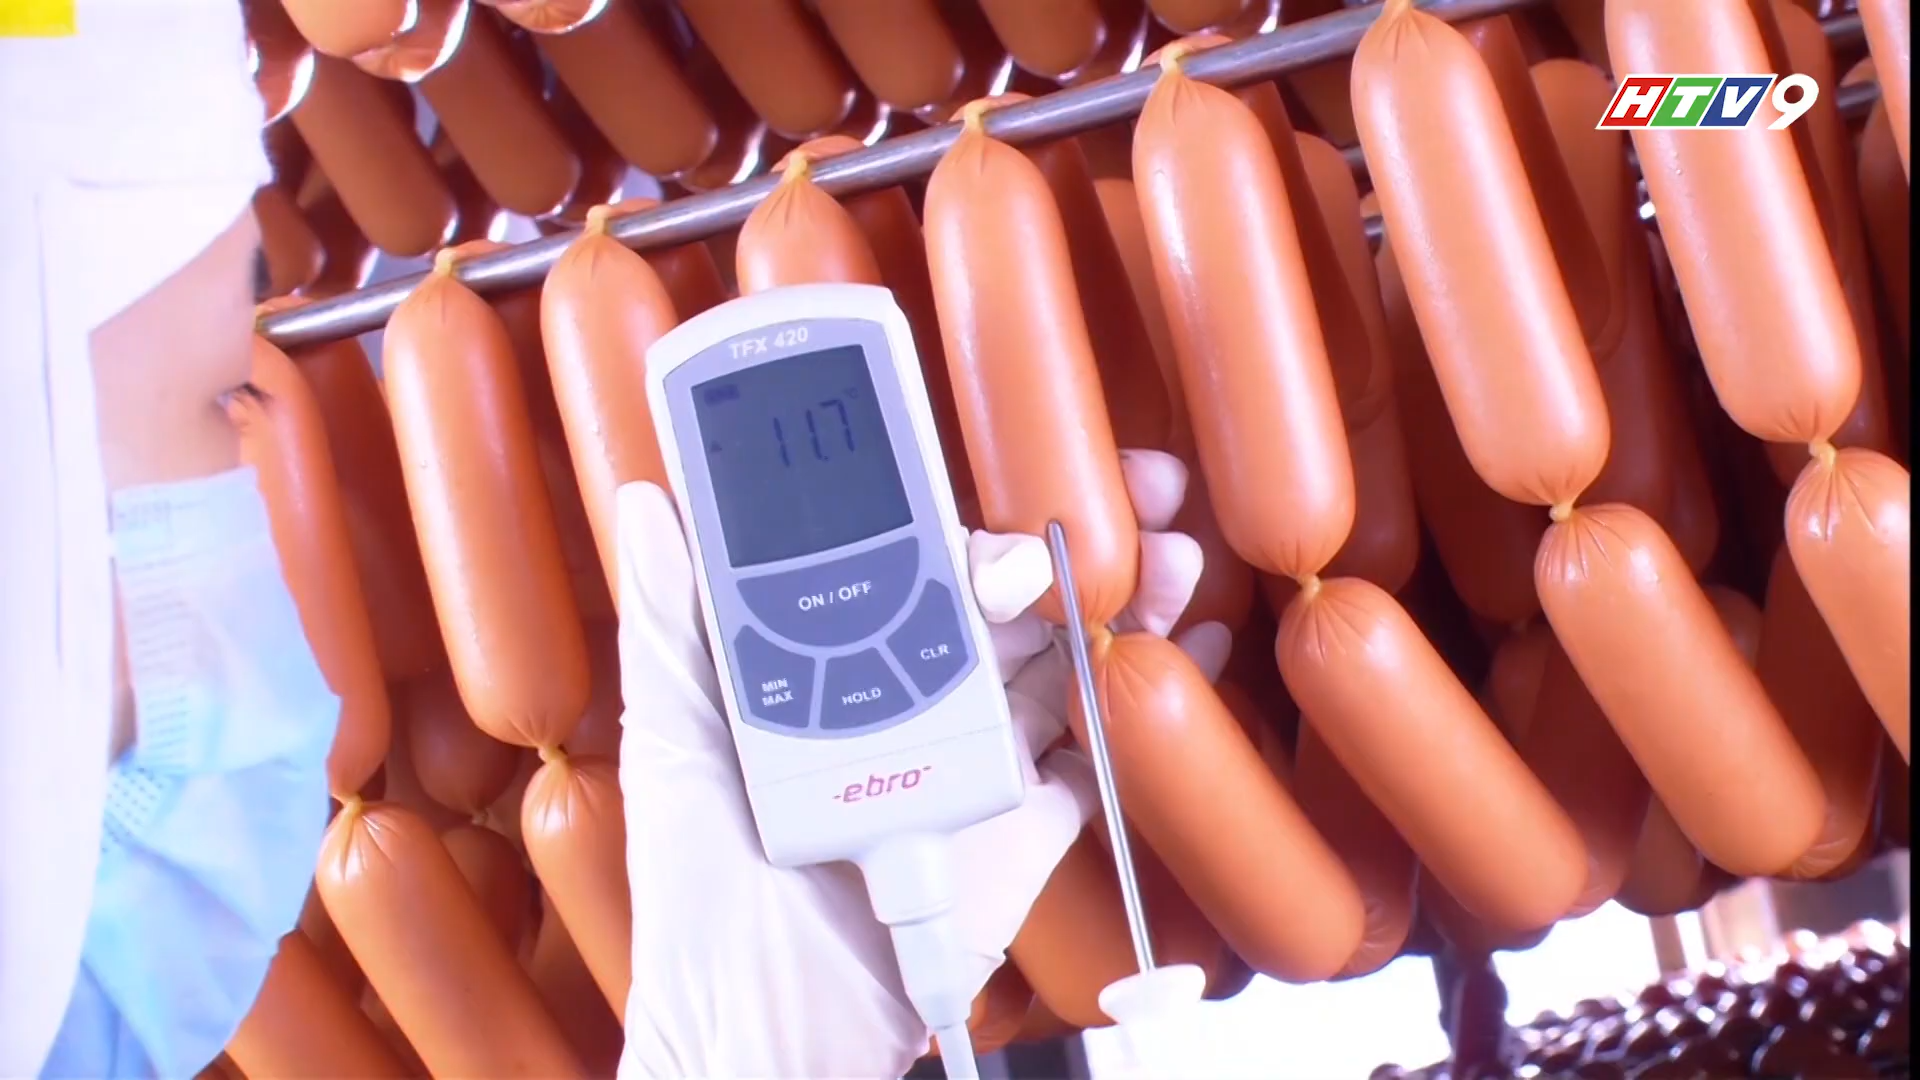 HTV9
TFX 420
11.7 °C
ON / OFF
MIN
MAX
HOLD
CLR
-ebro-